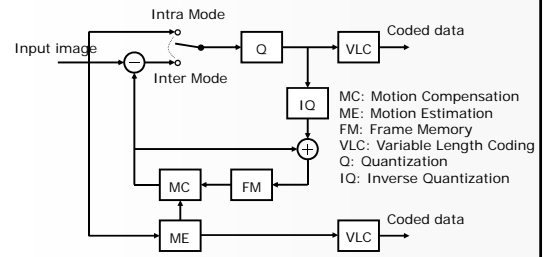 Intra Mode
Coded data
Input image
Q
VLC
Inter Mode
IQ
MC: Motion Compensation
ME: Motion Estimation
FM: Frame Memory
VLC: Variable Length Coding
Q: Quantization
IQ: Inverse Quantization
MC
FM
Coded data
ME
VLC